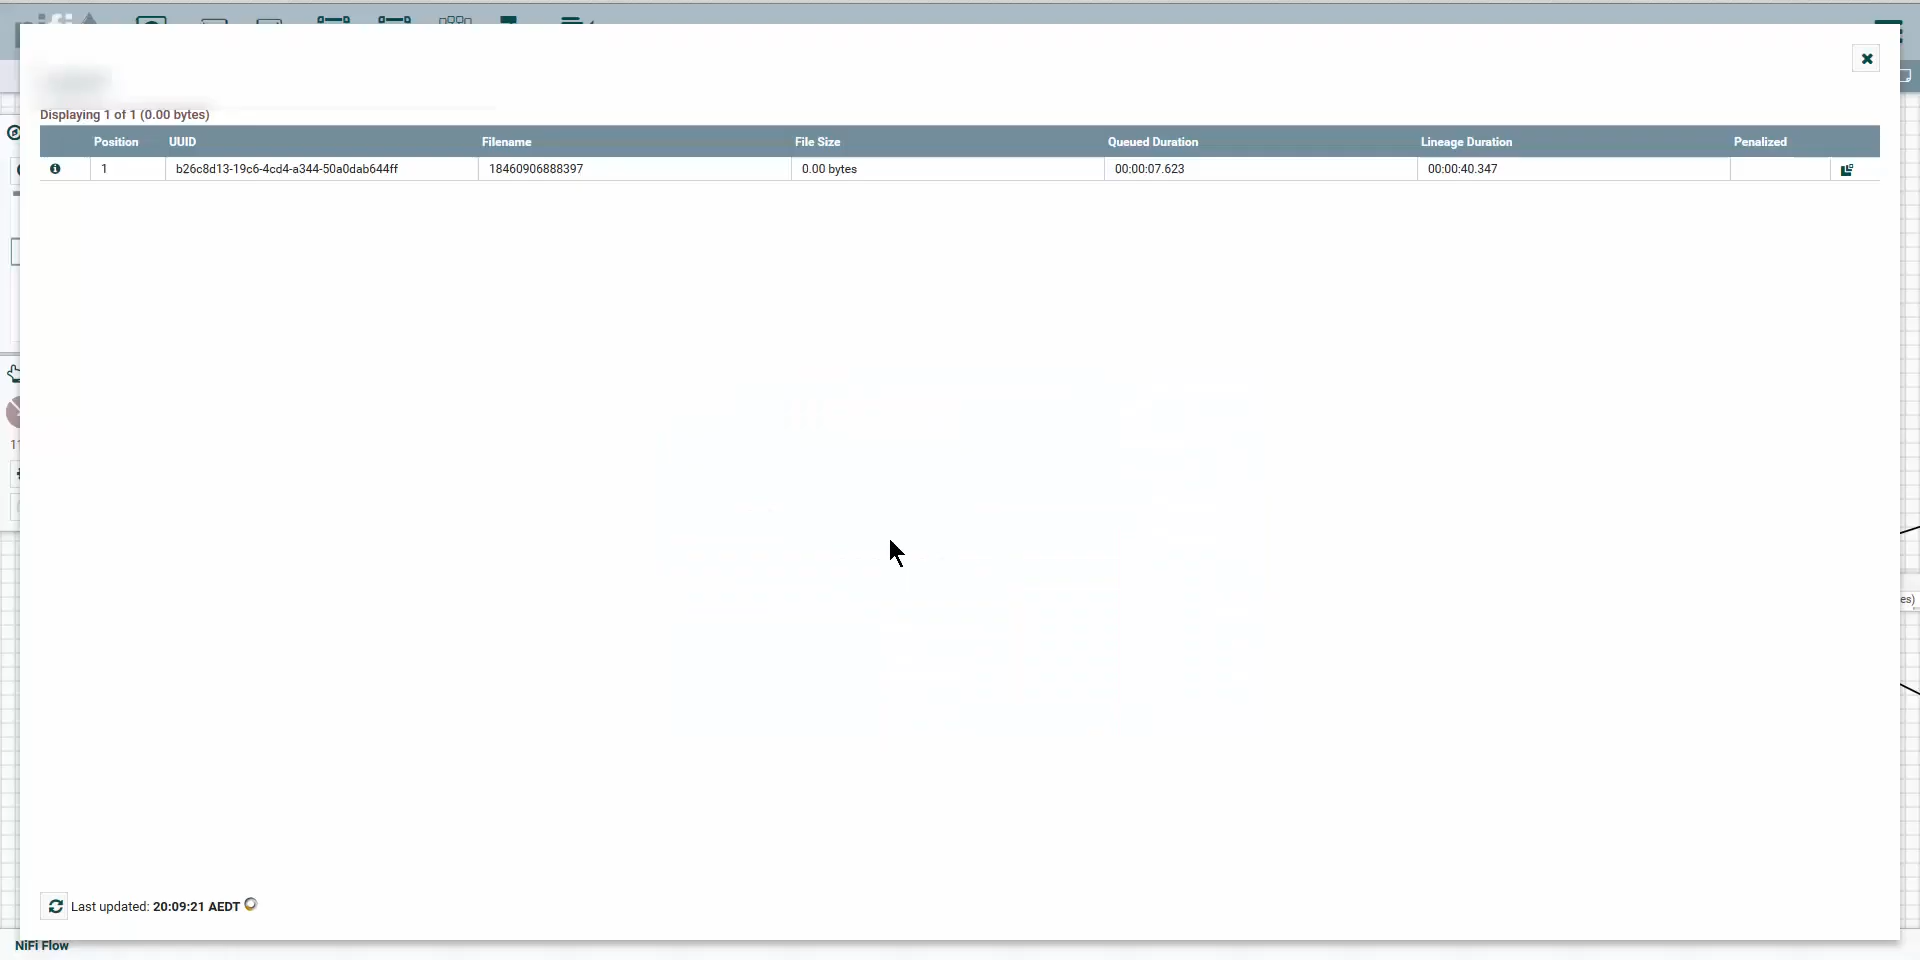 Displaying 1 of 1 (0.00 bytes)
Position UUID Filename File Size Queued Duration Lineage Duration Penalized
1 b26c8d13-19c6-4cd4-a344-50a0dab644ff 18460906888397 0.00 bytes 00:00:07.623 00:00:40.347
es)
Last updated: 20:09:21 AEDT
NiFi Flow